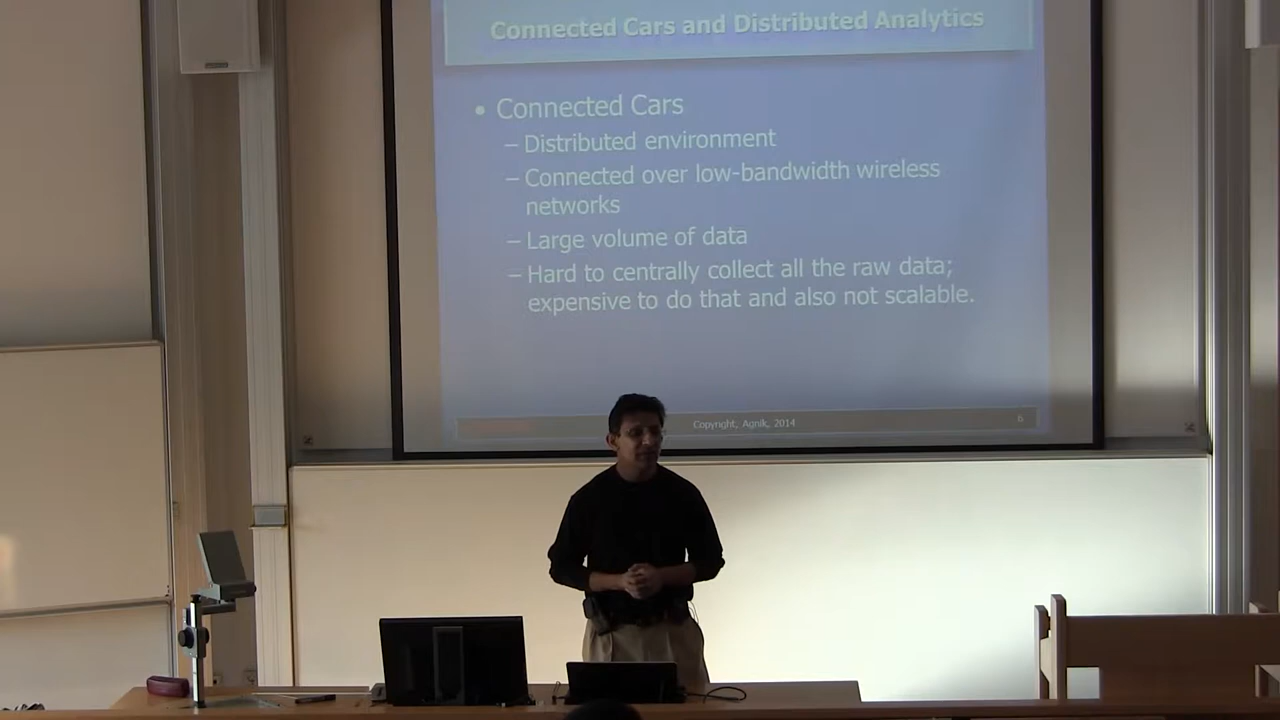 Connected Cars and Distributed Analytics
• Connected Cars
– Distributed environment
– Connected over low-bandwidth wireless
networks
– Large volume of data
– Hard to centrally collect all the raw data;
expensive to do that and also not scalable.
Copyright, Agnik, 2014
6